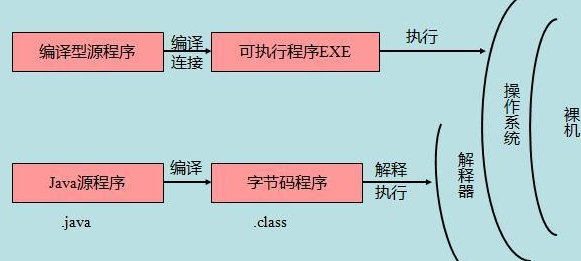 编译型源程序
编译
连接
可执行程序EXE
执行
操作系统
裸机
Java源程序
编译
字节码程序
解释
执行
解释器
.java
.class